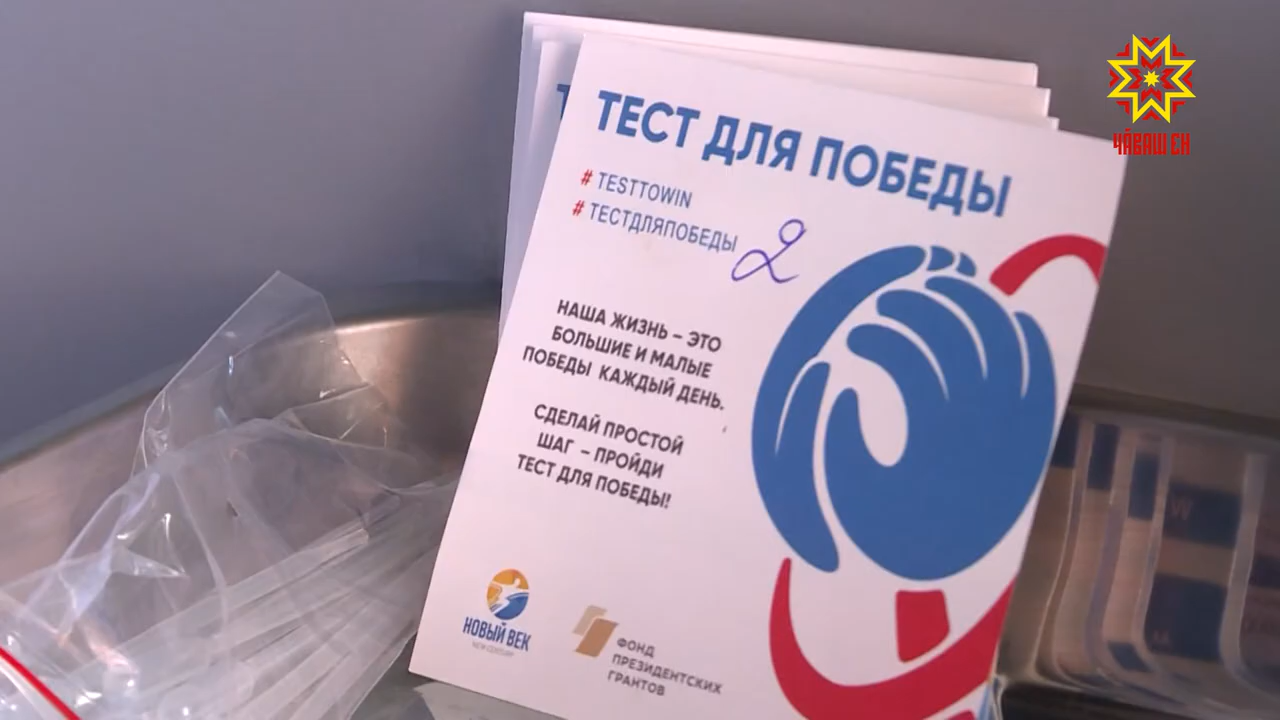 ТЕСТ ДЛЯ ПОБЕДЫ
# TESTTOWIN
# ТЕСТДЛЯПОБЕДЫ
2
НАША ЖИЗНЬ – ЭТО
БОЛЬШИЕ И МАЛЫЕ
ПОБЕДЫ КАЖДЫЙ ДЕНЬ.
СДЕЛАЙ ПРОСТОЙ
ШАГ – ПРОЙДИ
ТЕСТ ДЛЯ ПОБЕДЫ!
НОВЫЙ ВЕК
NEW CENTURY
ФОНД
ПРЕЗИДЕНТСКИХ
ГРАНТОВ
ЧӐВАШ ЕН